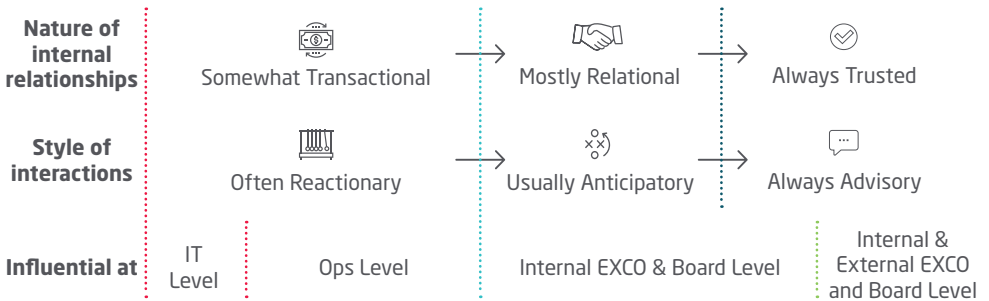 Nature of
internal
relationships
Somewhat Transactional
Mostly Relational
Always Trusted
Style of
interactions
Often Reactionary
Usually Anticipatory
Always Advisory
Influential at
IT
Level
Ops Level
Internal EXCO & Board Level
Internal &
External EXCO
and Board Level